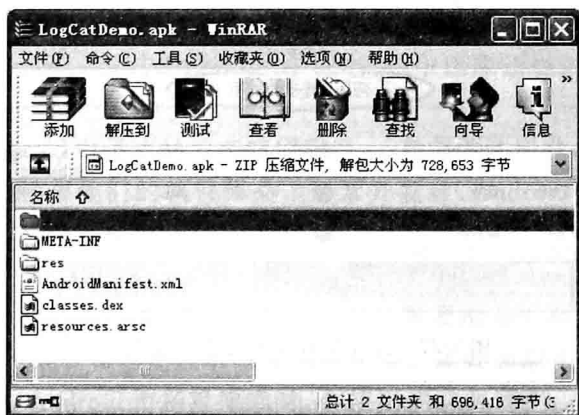 LogCatDemo.apk - WinRAR
文件(F) 命令(C) 工具(S) 收藏夹(O) 选项(N) 帮助(H)
添加 解压到 测试 查看 删除 查找 向导 信息 »
LogCatDemo.apk - ZIP 压缩文件, 解包大小为 728,653 字节
名称
..
META-INF
res
AndroidManifest.xml
classes.dex
resources.arsc
总计 2 文件夹 和 696,416 字节(3